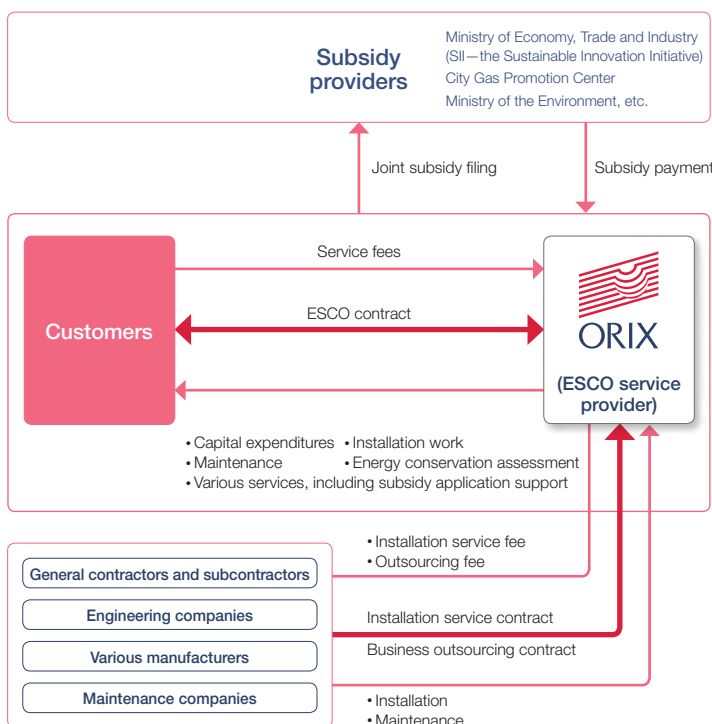 Subsidy
providers
Ministry of Economy, Trade and Industry
(SII—the Sustainable Innovation Initiative)
City Gas Promotion Center
Ministry of the Environment, etc.
Joint subsidy filing
Subsidy payment
Customers
Service fees
ESCO contract
ORIX
(ESCO service
provider)
• Capital expenditures • Installation work
• Maintenance • Energy conservation assessment
• Various services, including subsidy application support
• Installation service fee
• Outsourcing fee
General contractors and subcontractors
Engineering companies
Various manufacturers
Maintenance companies
Installation service contract
Business outsourcing contract
• Installation
• Maintenance